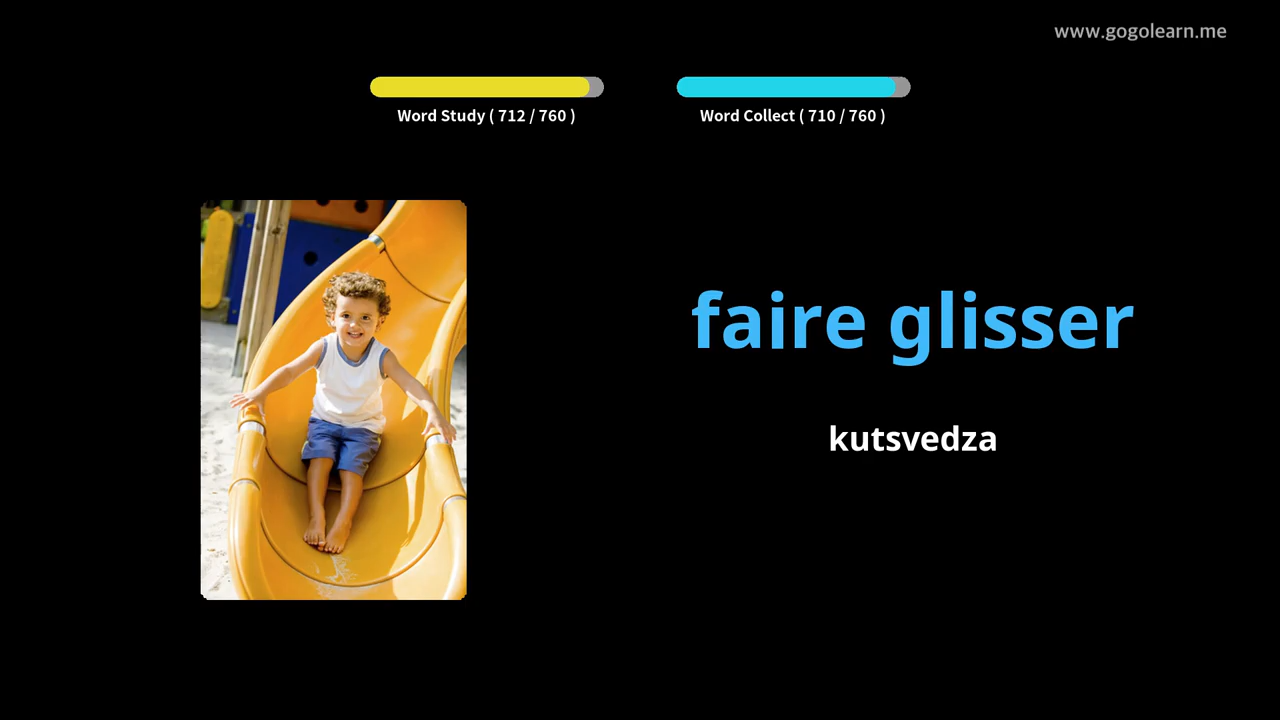 www.gogolearn.me
Word Study ( 712 / 760 )
Word Collect ( 710 / 760 )
faire glisser
kutsvedza